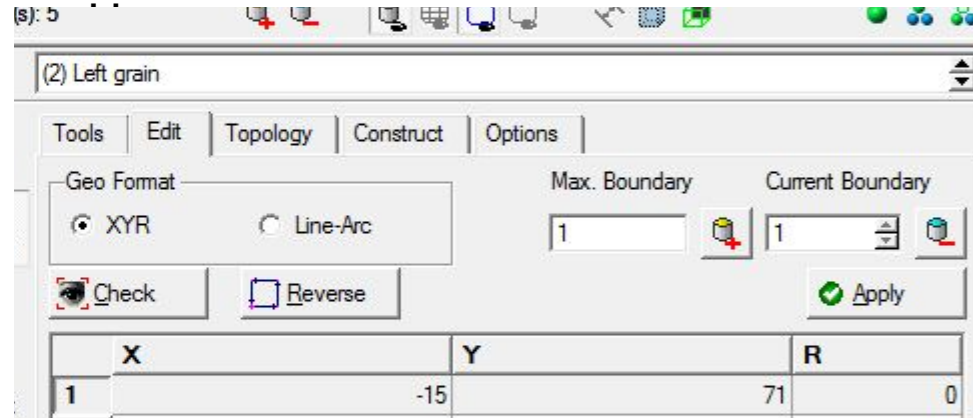 (s): 5
(2) Left grain
Tools Edit Topology Construct Options
Geo Format Max. Boundary Current Boundary
XYR Line-Arc 1 1
Check Reverse Apply
X Y R
1 -15 71 0